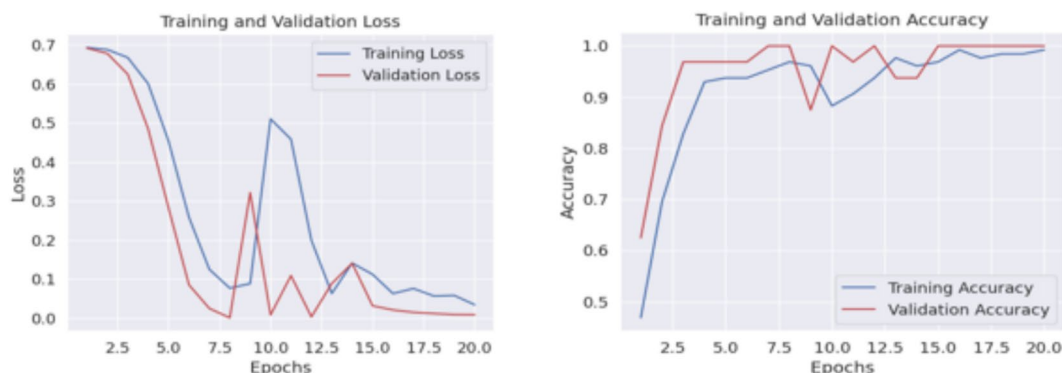 Training and Validation Loss
0.7
0.6
0.5
0.4
0.3
0.2
0.1
0.0
Loss
Training Loss
Validation Loss
2.5 5.0 7.5 10.0 12.5 15.0 17.5 20.0
Epochs
Training and Validation Accuracy
1.0
0.9
0.8
0.7
0.6
0.5
Accuracy
Training Accuracy
Validation Accuracy
2.5 5.0 7.5 10.0 12.5 15.0 17.5 20.0
Epochs